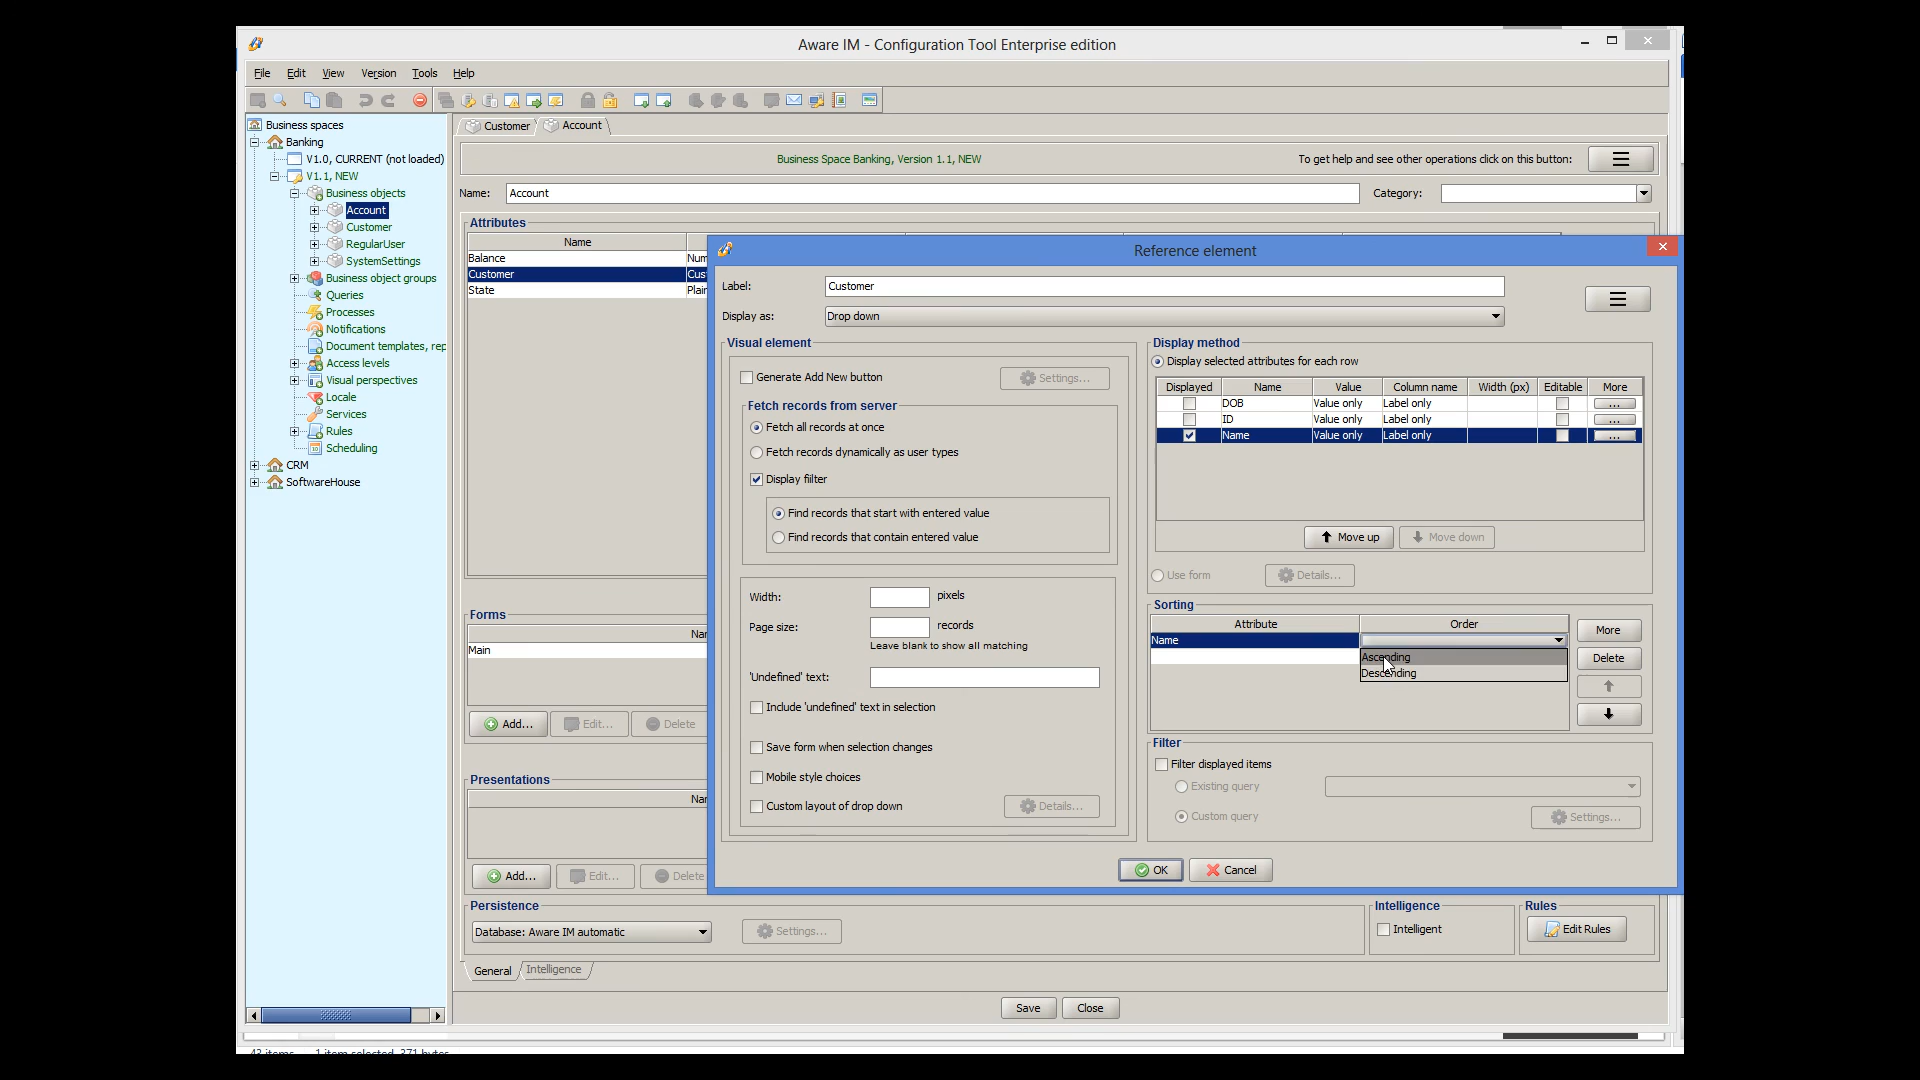 Aware IM - Configuration Tool Enterprise edition
File Edit View Version Tools Help
Business spaces
Banking
V1.0, CURRENT (not loaded)
V1.1, NEW
Business objects
Account
Customer
RegularUser
SystemSettings
Business object groups
Queries
Processes
Notifications
Document templates, rep
Access levels
Visual perspectives
Locale
Services
Rules
Scheduling
CRM
SoftwareHouse
Customer Account
Business Space Banking, Version 1.1, NEW
To get help and see other operations click on this button:
Name: Account Category:
Attributes
Name
Balance Num
Customer Cus
State Plain
Forms
Nar
Main
Add... Edit... Delete
Presentations
Nar
Add... Edit... Delete
Reference element
Label: Customer
Display as: Drop down
Visual element
Generate Add New button Settings...
Fetch records from server
Fetch all records at once
Fetch records dynamically as user types
Display filter
Find records that start with entered value
Find records that contain entered value
Width: pixels
Page size: records
Leave blank to show all matching
'Undefined' text:
Include 'undefined' text in selection
Save form when selection changes
Mobile style choices
Custom layout of drop down Details...
Display method
Display selected attributes for each row
Displayed Name Value Column name Width (px) Editable More
DOB Value only Label only ...
ID Value only Label only ...
Name Value only Label only ...
Move up Move down
Use form Details...
Sorting
Attribute Order
Name
Ascending
Descending
More
Delete
Filter
Filter displayed items
Existing query
Custom query Settings...
OK Cancel
Persistence
Database: Aware IM automatic Settings...
Intelligence
Intelligent
Rules
Edit Rules
General Intelligence
Save Close
43 items 1 item selected 371 bytes